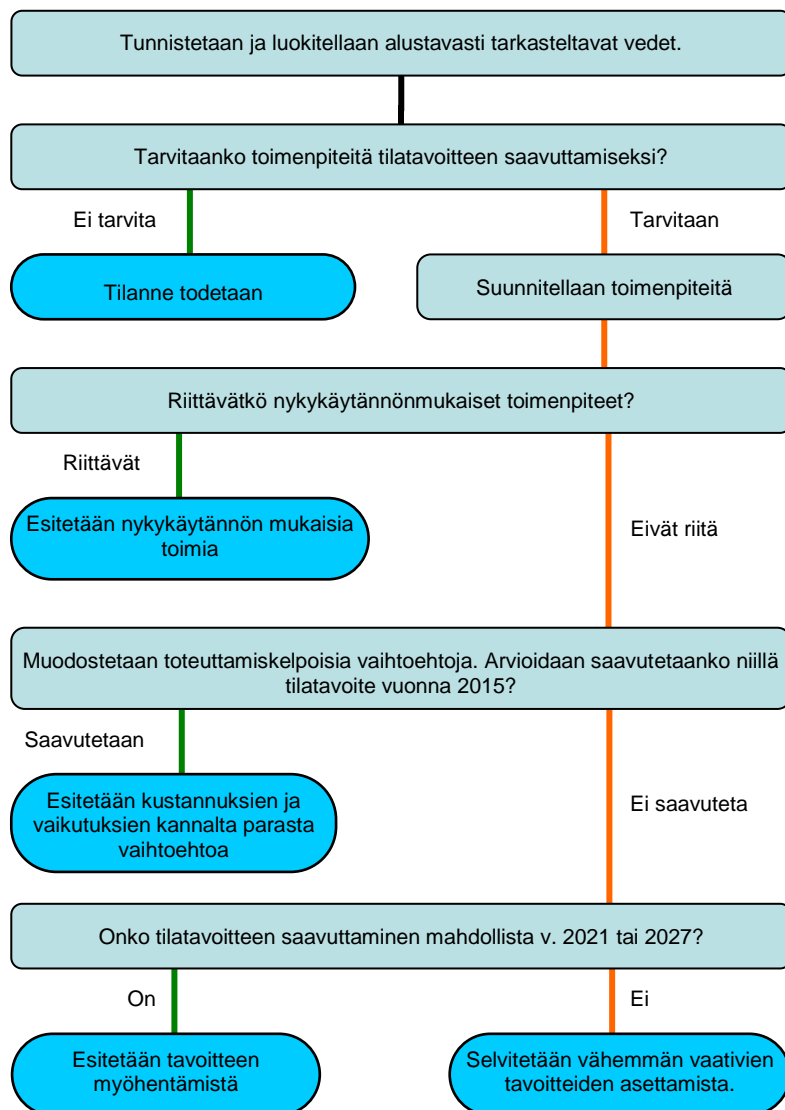 Tunnistetaan ja luokitellaan alustavasti tarkasteltavat vedet.
Tarvitaanko toimenpiteitä tilatavoitteen saavuttamiseksi?
Ei tarvita
Tarvitaan
Tilanne todetaan
Suunnitellaan toimenpiteitä
Riittävätkö nykykäytännönmukaiset toimenpiteet?
Riittävät
Esitetään nykykäytännön mukaisia
toimia
Eivät riitä
Muodostetaan toteuttamiskelpoisia vaihtoehtoja. Arvioidaan saavutetaanko niillä
tilatavoite vuonna 2015?
Saavutetaan
Esitetään kustannuksien ja
vaikutuksien kannalta parasta
vaihtoehtoa
Ei saavuteta
Onko tilatavoitteen saavuttaminen mahdollista v. 2021 tai 2027?
On
Ei
Esitetään tavoitteen
myöhentämistä
Selvitetään vähemmän vaativien
tavoitteiden asettamista.